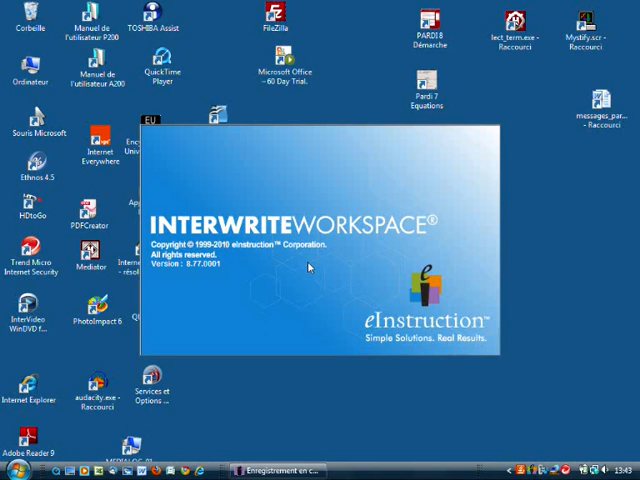 Corbeille
Manuel de
l'utilisateur P200
TOSHIBA Assist
FileZilla
PARDI8
Démarche
lect_term.exe -
Raccourci
Mystify.scr -
Raccourci
Ordinateur
Manuel de
l'utilisateur A200
QuickTime
Player
Microsoft Office
- 60 Day Trial.
Pardi 7
Equations
messages_par...
- Raccourci
Souris Microsoft
Internet
Everywhere
EU
Ethnos 4.5
HDtoGo
PDFCreator
Trend Micro
Internet Security
Mediator
InterVideo
WinDVD f...
PhotoImpact 6
INTERWRITEWORKSPACE®
Copyright © 1999-2010 eInstruction™ Corporation.
All rights reserved.
Version : 8.77.0001
eInstruction™
Simple Solutions. Real Results.
Internet Explorer
audacity.exe -
Raccourci
Services et
Options ...
Adobe Reader 9
Enregistrement en c...
13:43